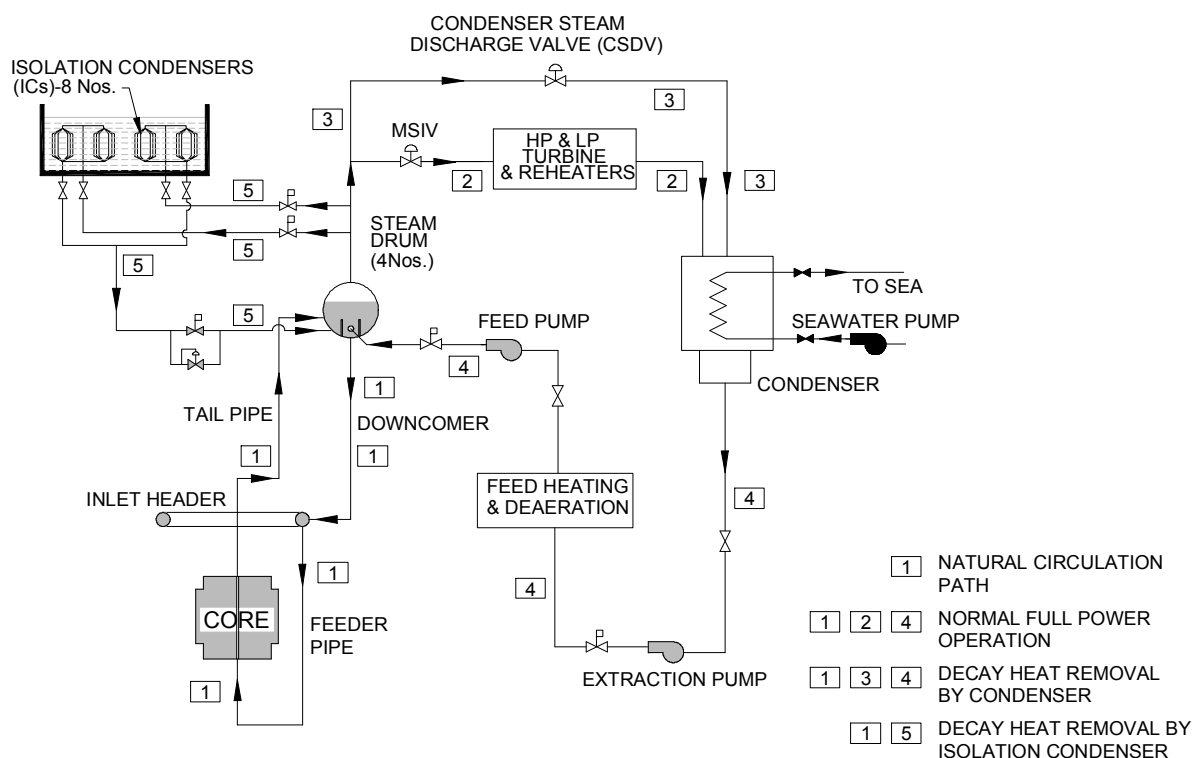 CONDENSER STEAM
DISCHARGE VALVE (CSDV)
ISOLATION CONDENSERS
(ICs)-8 Nos.
3
3
MSIV
HP & LP
TURBINE
& REHEATERS
2
2
3
5
5
STEAM
DRUM
(4Nos.)
5
5
TO SEA
FEED PUMP
SEAWATER PUMP
4
CONDENSER
1
TAIL PIPE
DOWNCOMER
1
1
INLET HEADER
FEED HEATING
& DEAERATION
4
1
CORE
FEEDER
PIPE
4
EXTRACTION PUMP
1
1 NATURAL CIRCULATION
PATH
1 2 4 NORMAL FULL POWER
OPERATION
1 3 4 DECAY HEAT REMOVAL
BY CONDENSER
1 5 DECAY HEAT REMOVAL BY
ISOLATION CONDENSER